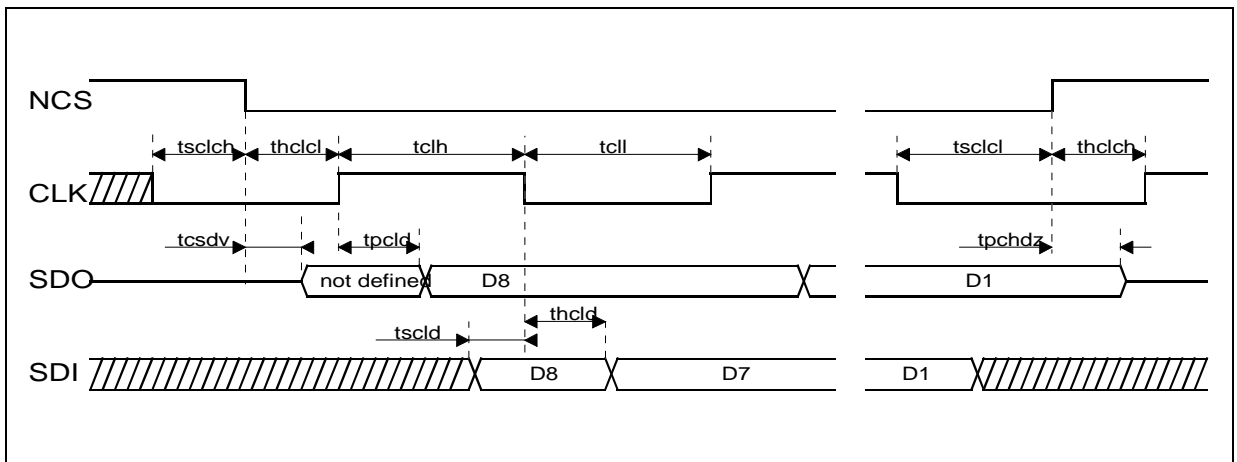 NCS
tsclch thclcl tclh tcll tsclcl thclch
CLK
tcsdv tpcld tpchdz
SDO not defined D8 D1
thcld
tscld
SDI D8 D7 D1